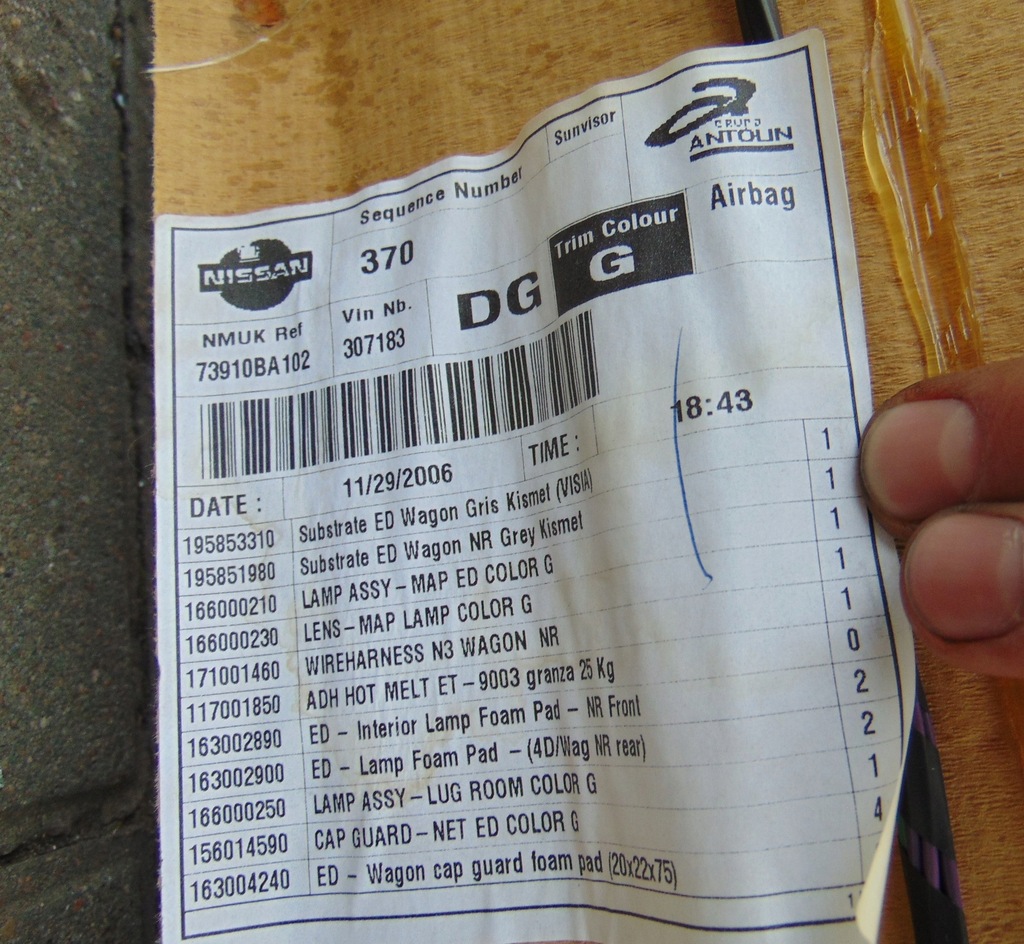 Sunvisor
GRUPO
ANTOLIN
Sequence Number
Airbag
NISSAN
370
Trim Colour
G
DG
NMUK Ref
Vin Nb.
73910BA102
307183
18:43
DATE :
11/29/2006
TIME :
195853310 Substrate ED Wagon Gris Kismet (VISIA) 1
195851980 Substrate ED Wagon NR Grey Kismet 1
166000210 LAMP ASSY-MAP ED COLOR G 1
166000230 LENS-MAP LAMP COLOR G 1
171001460 WIREHARNESS N3 WAGON NR 1
117001850 ADH HOT MELT ET-9003 granza 25 Kg 0
163002890 ED - Interior Lamp Foam Pad - NR Front 2
163002900 ED - Lamp Foam Pad - (4D/Wag NR rear) 2
166000250 LAMP ASSY-LUG ROOM COLOR G 1
156014590 CAP GUARD-NET ED COLOR G 4
163004240 ED - Wagon cap guard foam pad (20x22x75)
1